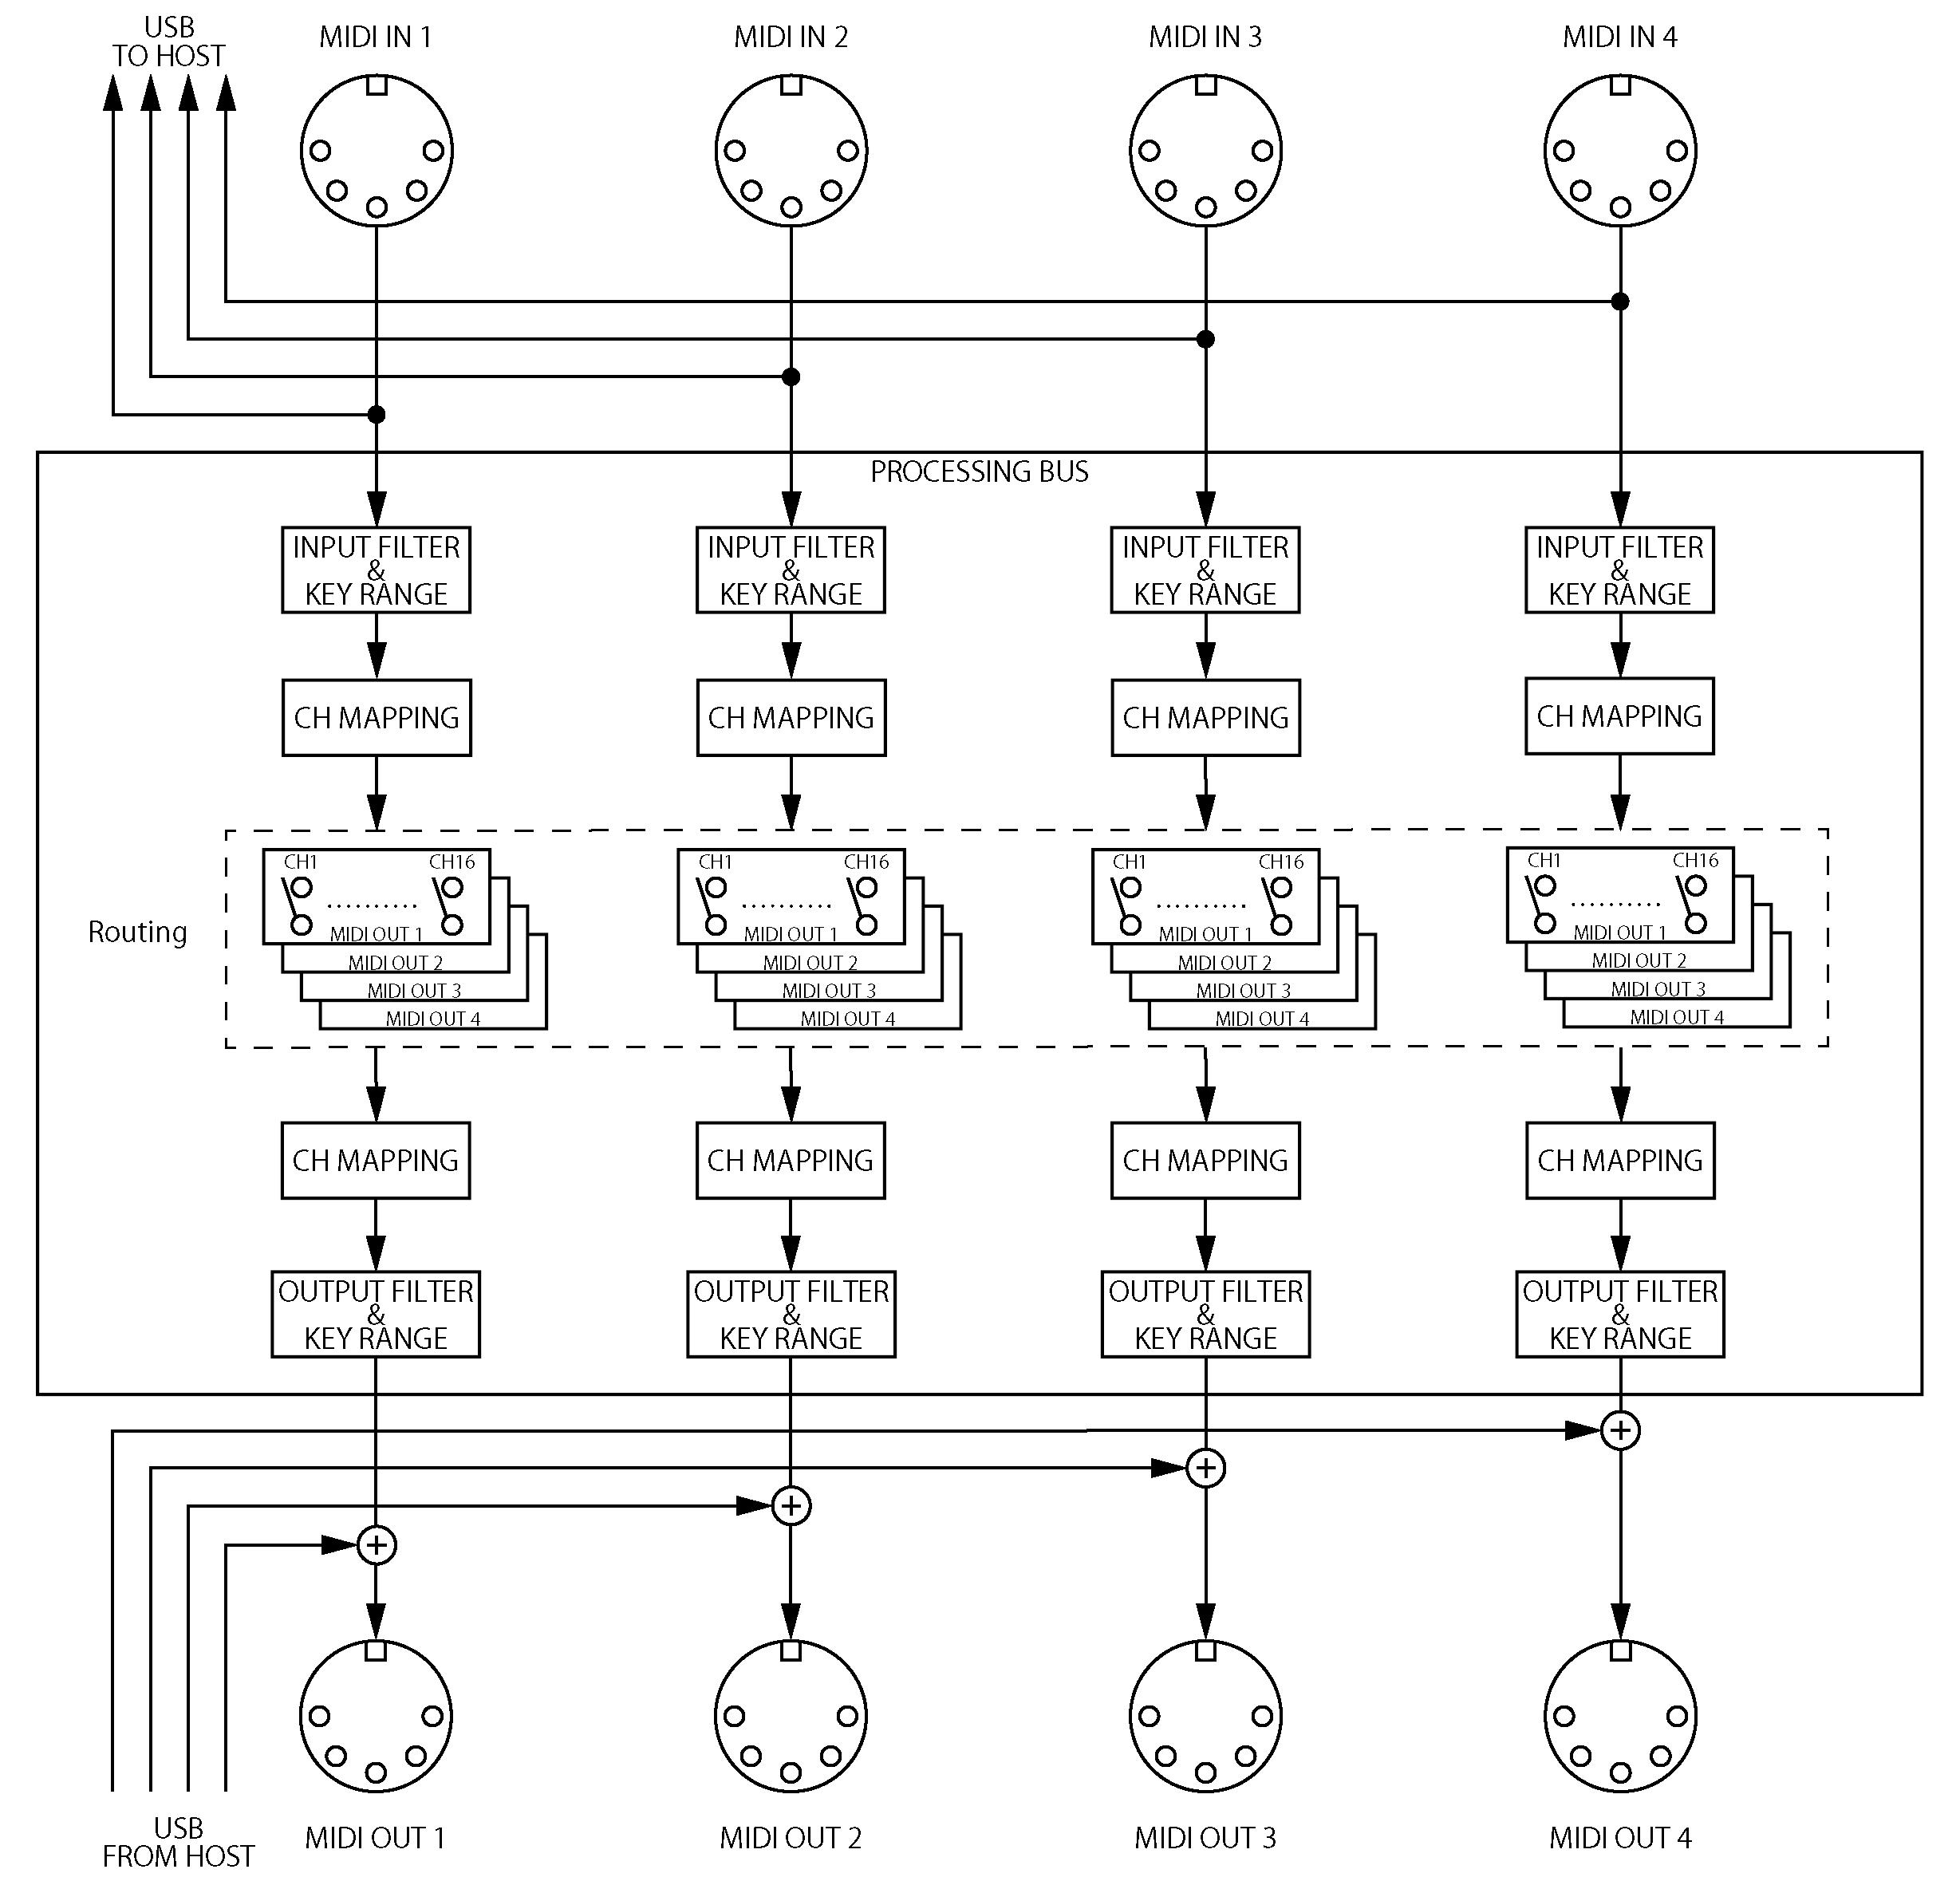 USB
TO HOST
MIDI IN 1
MIDI IN 2
MIDI IN 3
MIDI IN 4
PROCESSING BUS
INPUT FILTER
&
KEY RANGE
INPUT FILTER
&
KEY RANGE
INPUT FILTER
&
KEY RANGE
INPUT FILTER
&
KEY RANGE
CH MAPPING
CH MAPPING
CH MAPPING
CH MAPPING
Routing
CH1 CH16
..........
MIDI OUT 1
MIDI OUT 2
MIDI OUT 3
MIDI OUT 4
CH1 CH16
..........
MIDI OUT 1
MIDI OUT 2
MIDI OUT 3
MIDI OUT 4
CH1 CH16
..........
MIDI OUT 1
MIDI OUT 2
MIDI OUT 3
MIDI OUT 4
CH1 CH16
..........
MIDI OUT 1
MIDI OUT 2
MIDI OUT 3
MIDI OUT 4
CH MAPPING
CH MAPPING
CH MAPPING
CH MAPPING
OUTPUT FILTER
&
KEY RANGE
OUTPUT FILTER
&
KEY RANGE
OUTPUT FILTER
&
KEY RANGE
OUTPUT FILTER
&
KEY RANGE
+
+
+
+
USB
FROM HOST
MIDI OUT 1
MIDI OUT 2
MIDI OUT 3
MIDI OUT 4